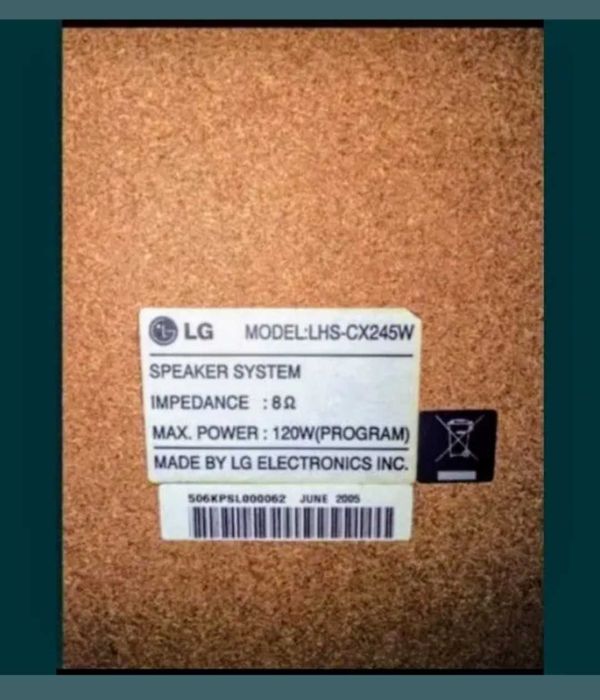 LG MODEL:LHS-CX245W
SPEAKER SYSTEM
IMPEDANCE : 8Ω
MAX. POWER : 120W(PROGRAM)
MADE BY LG ELECTRONICS INC.
506KPSL000062 JUNE 2005